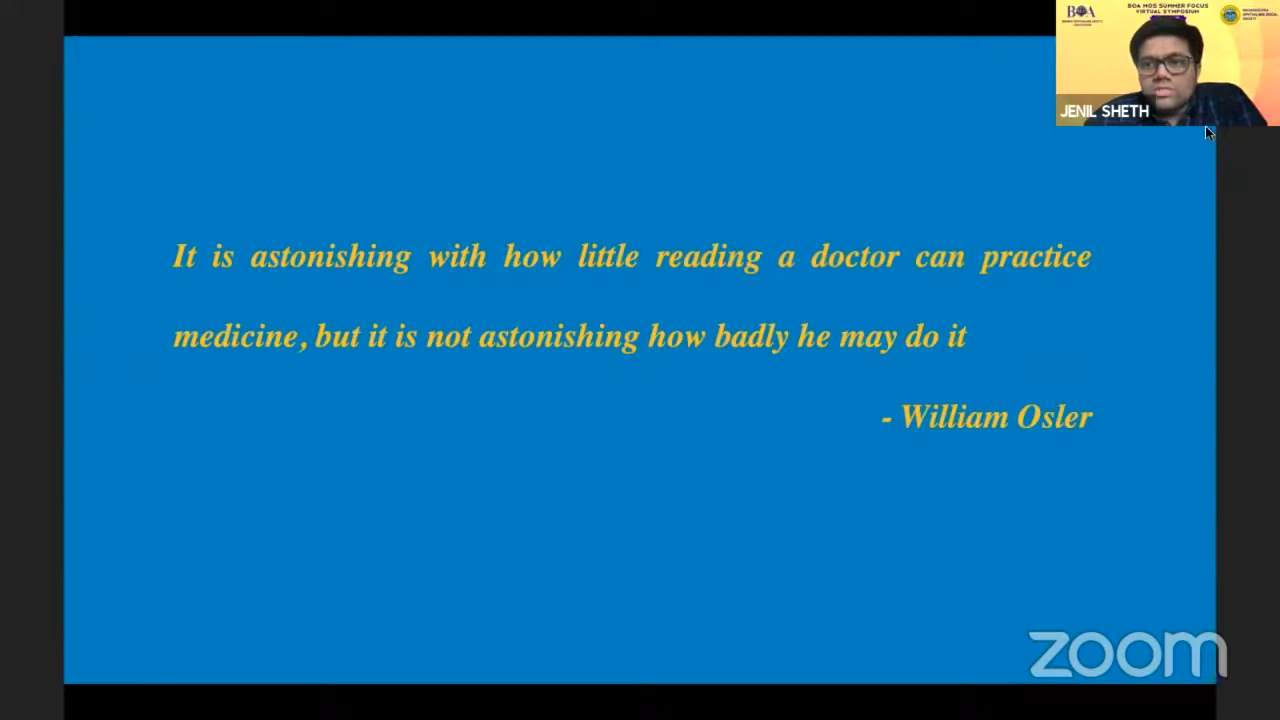 BOA MOS SUMMER FOCUS
VIRTUAL SYMPOSIUM
BOA
JENIL SHETH
It is astonishing with how little reading a doctor can practice
medicine, but it is not astonishing how badly he may do it
- William Osler
zoom